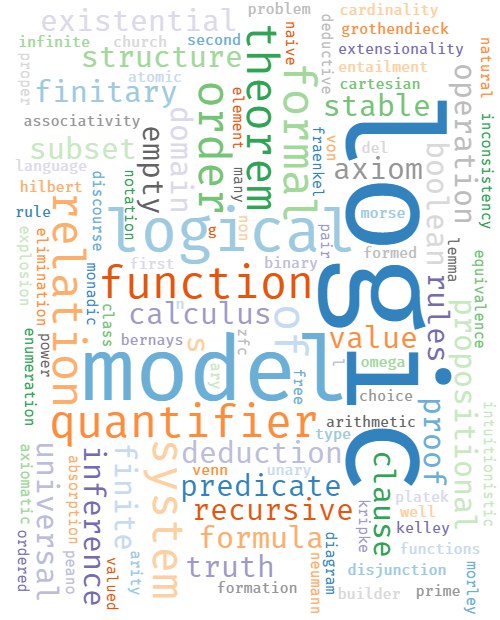 problem
cardinality
existential
theorem
naive
deductive
grothendieck
natural
infinite
church
second
extensionality
structure
formal
entailment
proper
atomic
operation
finitary
order
element
cartesian
stable
inconsistency
associativity
domain
many
fraenkel
von
logic
empty
subset
del
axiom
boolean
language
hilbert
discourse
notation
rule
relation
logical
non
pair
morse
explosion
elimination
g
formed
lemma
equivalence
monadic
first
binary
function
rules
class
calculus
n
of
propositional
enumeration
power
bernays
s
zfc
value
model
ary
free
l
omega
choice
proof
quantifier
type
arithmetic
intuitionistic
axiomatic
universal
absorption
inference
finite
system
deduction
venn
unary
clause
predicate
platek
recursive
kripke
well
kelley
ordered
peano
valued
arity
formula
neumann
diagram
functions
truth
disjunction
morley
formation
builder
prime